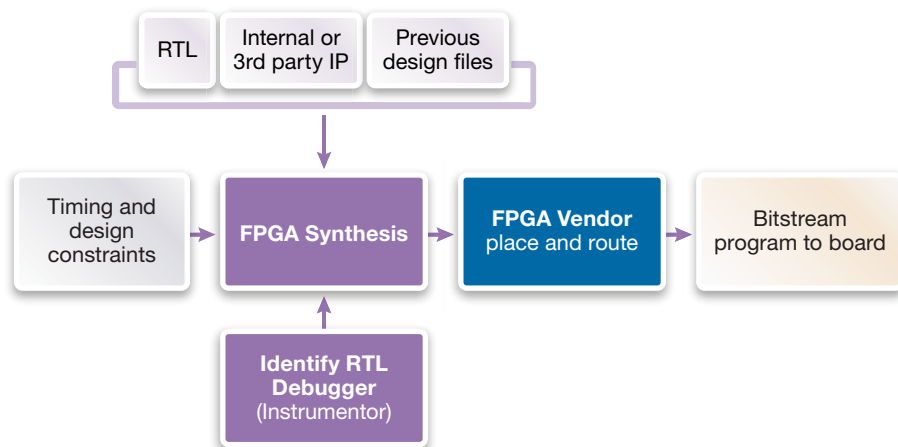 RTL
Internal or
3rd party IP
Previous
design files
Timing and
design
constraints
FPGA Synthesis
FPGA Vendor
place and route
Bitstream
program to board
Identify RTL
Debugger
(Instrumentor)